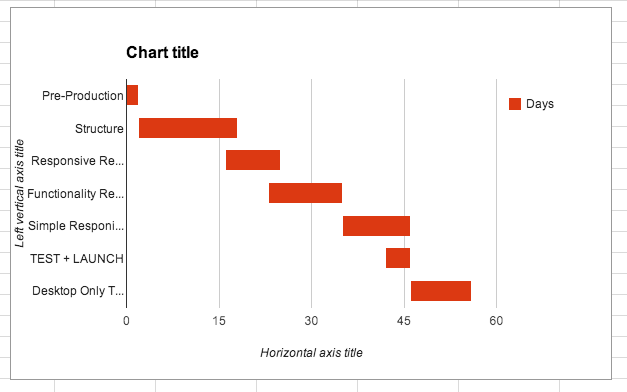 Chart title
Days
Left vertical axis title
Pre-Production
Structure
Responsive Re...
Functionality Re...
Simple Responi...
TEST + LAUNCH
Desktop Only T...
0 15 30 45 60
Horizontal axis title